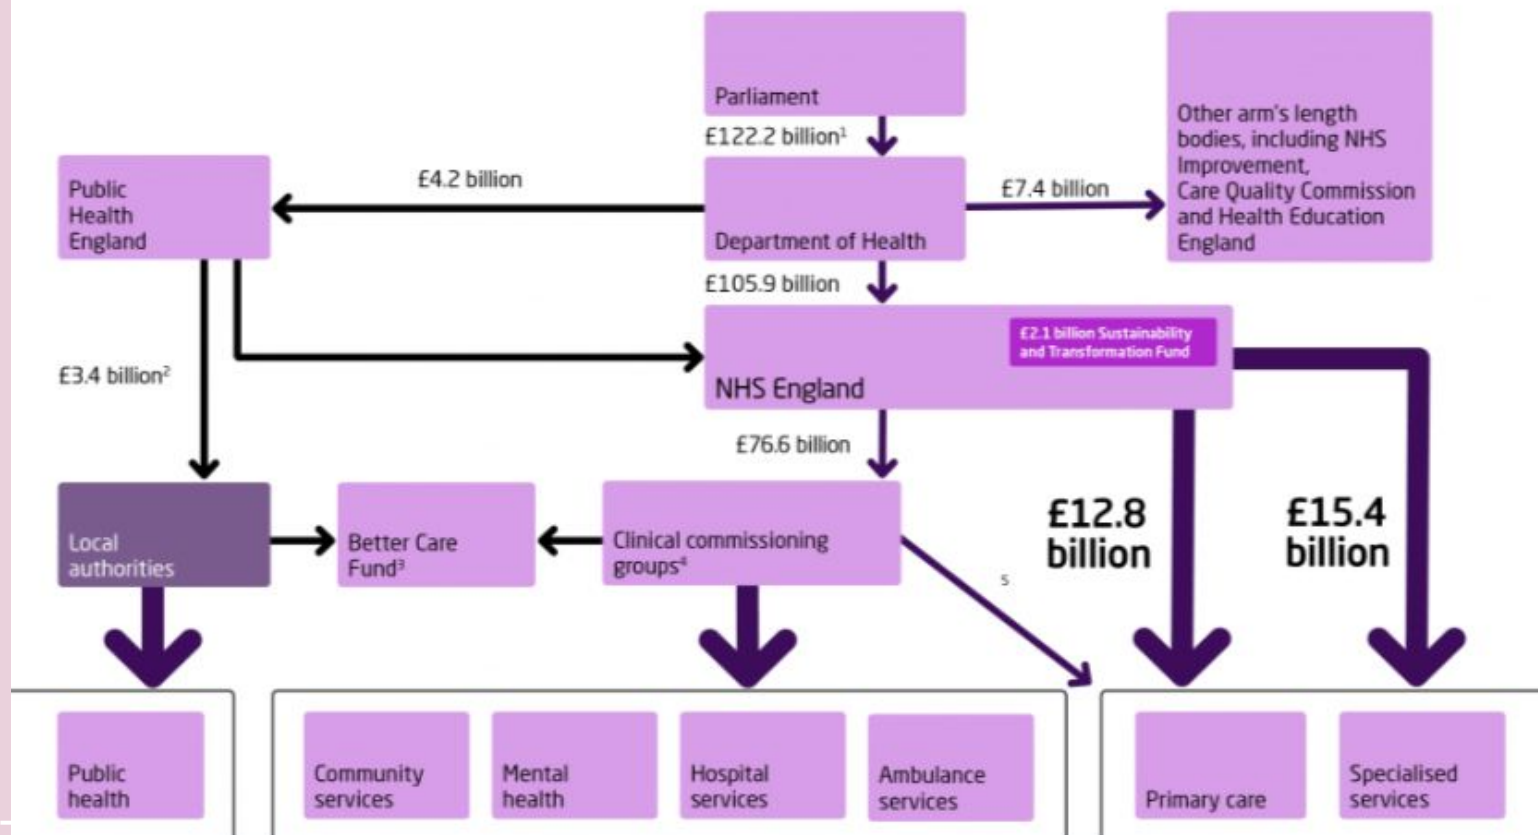 Parliament
£122.2 billion¹
Other arm's length
bodies, including NHS
Improvement,
Care Quality Commission
and Health Education
England
Public
Health
England
£4.2 billion
Department of Health
£7.4 billion
£105.9 billion
£2.1 billion Sustainability
and Transformation Fund
NHS England
£3.4 billion²
£76.6 billion
£12.8
billion
£15.4
billion
Local
authorities
Better Care
Fund³
Clinical commissioning
groups⁴
5
Public
health
Community
services
Mental
health
Hospital
services
Ambulance
services
Primary care
Specialised
services